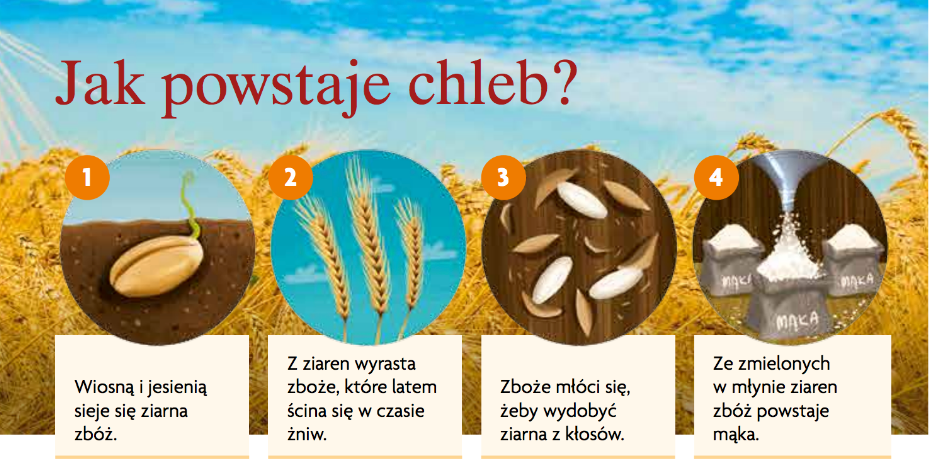 Jak powstaje chleb?
1
Wiosną i jesienią
sieje się ziarna
zbóż.
2
Z ziaren wyrasta
zboże, które latem
ścina się w czasie
żniw.
3
Zboże młóci się,
żeby wydobyć
ziarna z kłosów.
4
MĄKA
MĄKA
MĄKA
Ze zmielonych
w młynie ziaren
zbóż powstaje
mąka.